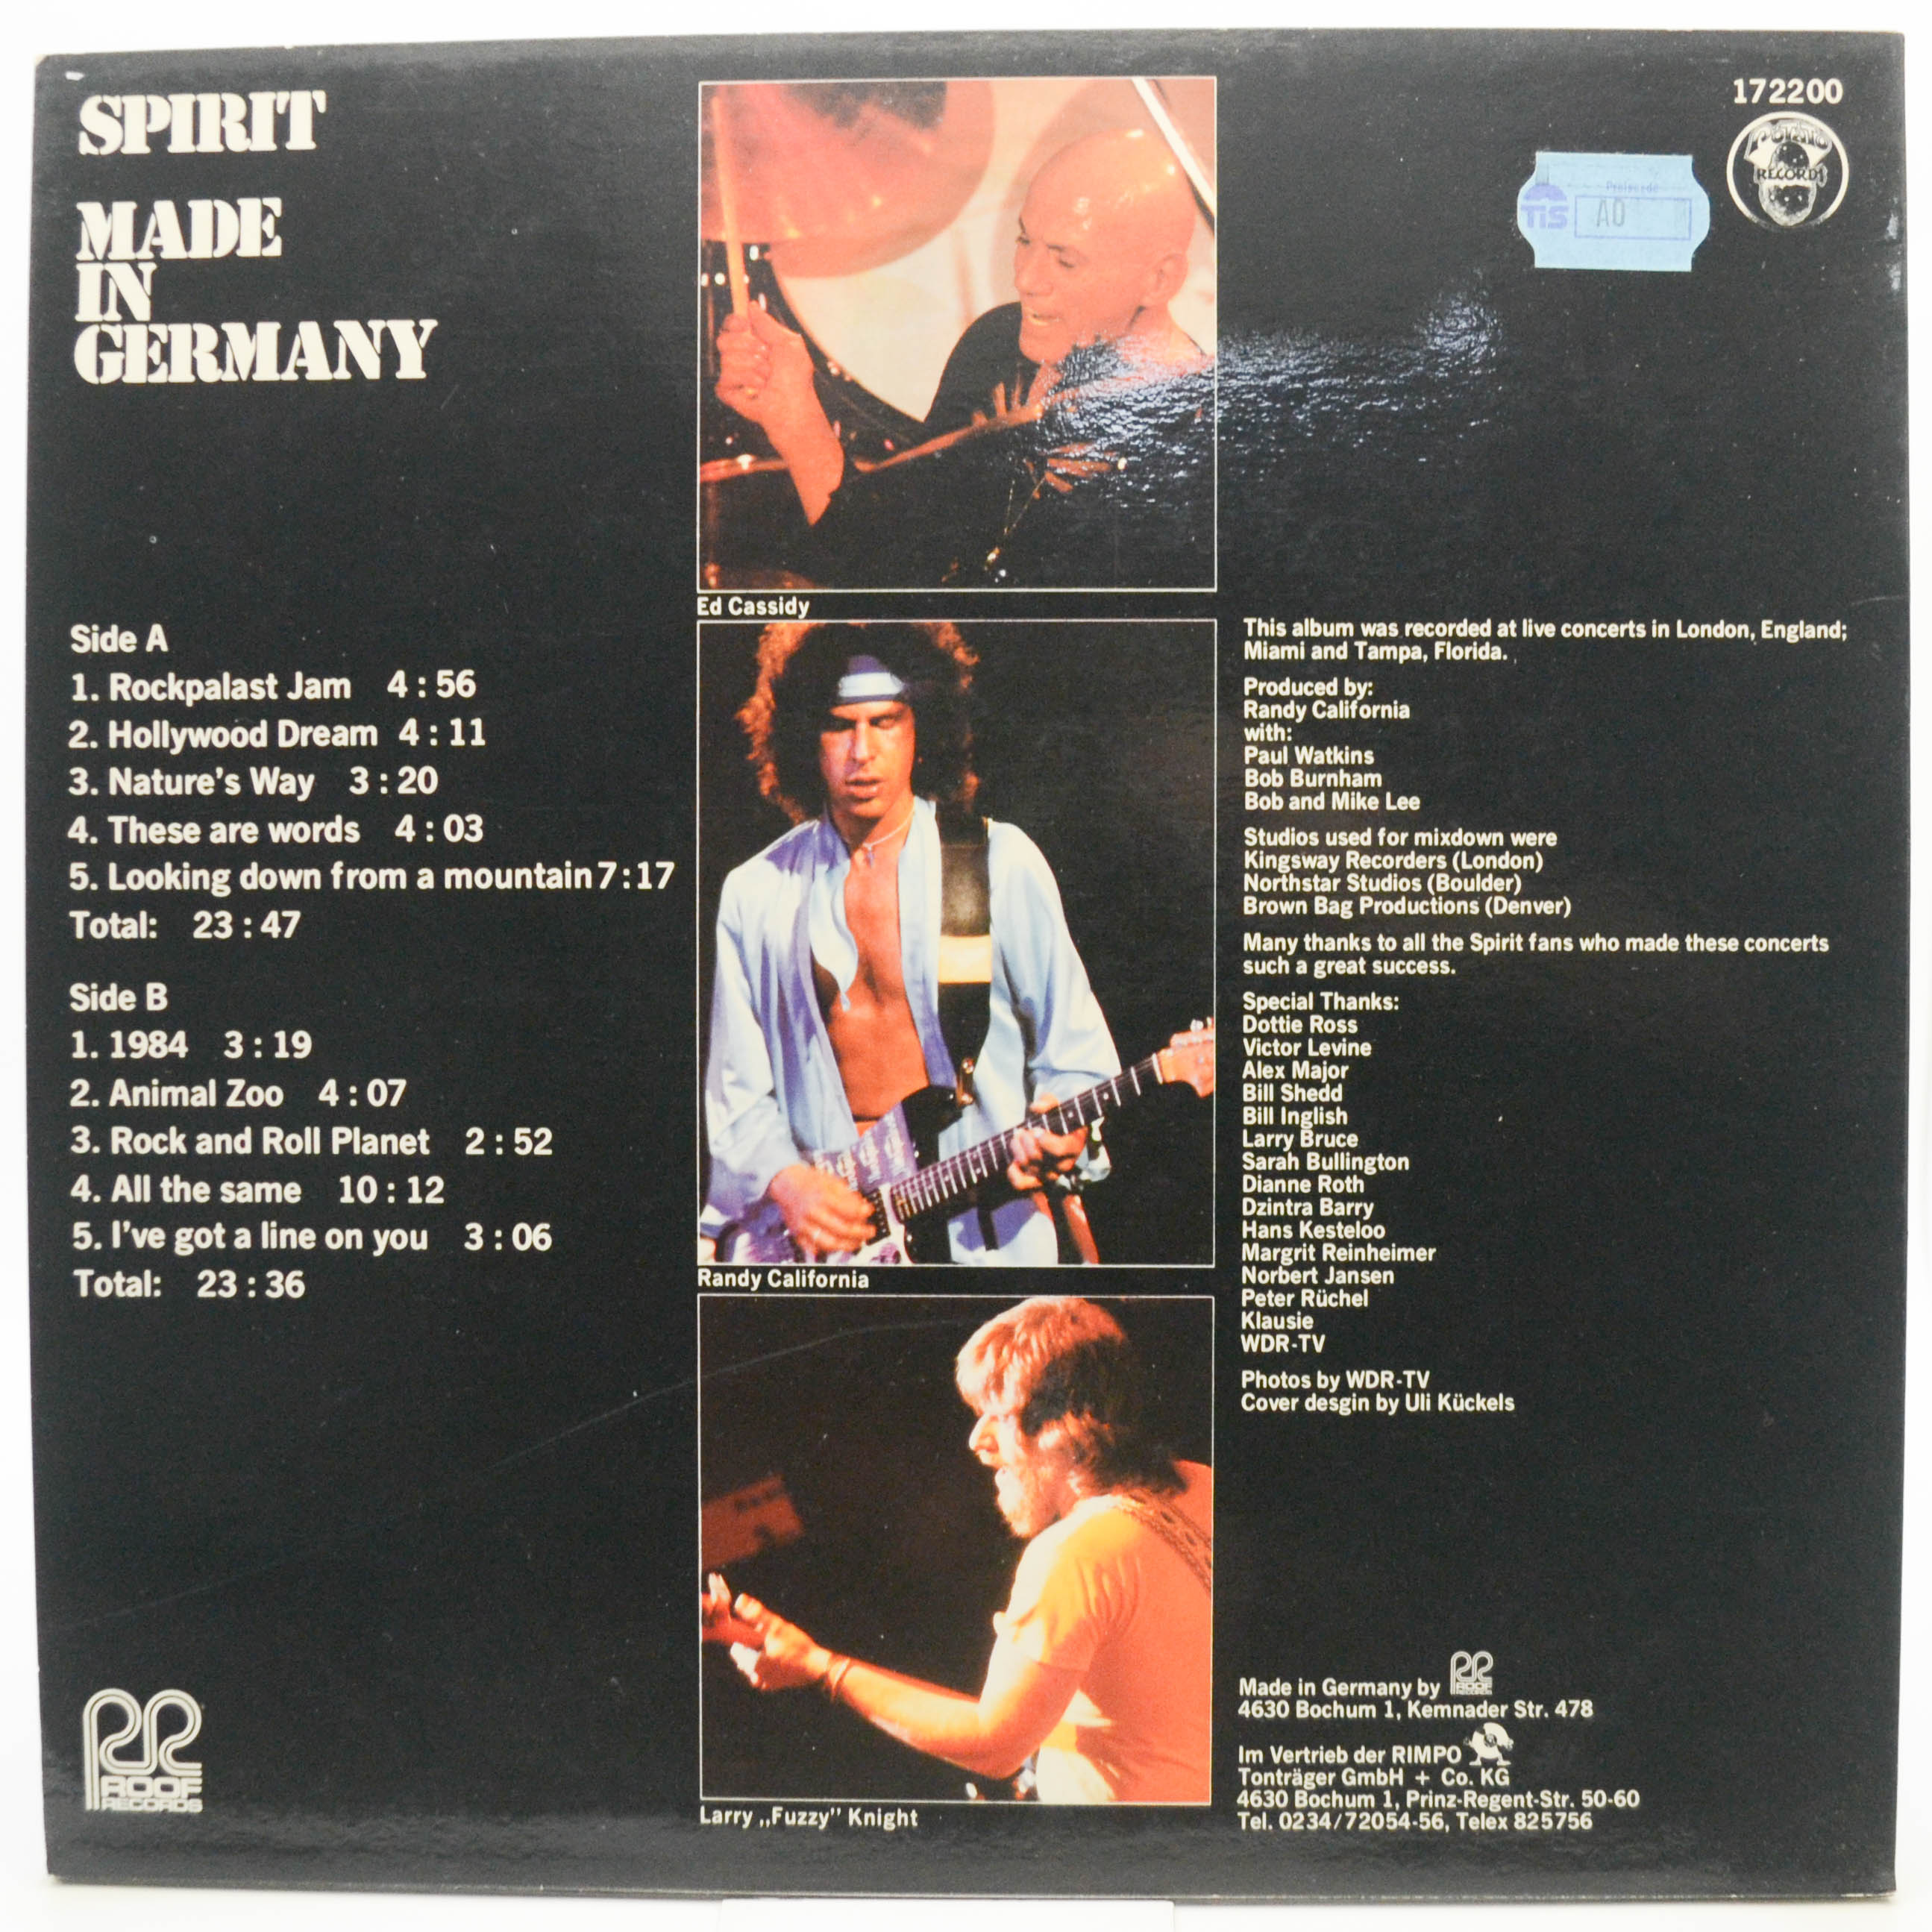 SPIRIT
MADE
IN
GERMANY
Side A
1. Rockpalast Jam 4:56
2. Hollywood Dream 4:11
3. Nature's Way 3:20
4. These are words 4:03
5. Looking down from a mountain 7:17
Total: 23:47
Side B
1. 1984 3:19
2. Animal Zoo 4:07
3. Rock and Roll Planet 2:52
4. All the same 10:12
5. I've got a line on you 3:06
Total: 23:36
ROOF
RECORDS
Ed Cassidy
Randy California
Larry „Fuzzy” Knight
172200
POTATO
RECORDS
TIS
AO
This album was recorded at live concerts in London, England;
Miami and Tampa, Florida.
Produced by:
Randy California
with:
Paul Watkins
Bob Burnham
Bob and Mike Lee
Studios used for mixdown were
Kingsway Recorders (London)
Northstar Studios (Boulder)
Brown Bag Productions (Denver)
Many thanks to all the Spirit fans who made these concerts
such a great success.
Special Thanks:
Dottie Ross
Victor Levine
Alex Major
Bill Shedd
Bill Inglish
Larry Bruce
Sarah Bullington
Dianne Roth
Dzintra Barry
Hans Kesteloo
Margrit Reinheimer
Norbert Jansen
Peter Rüchel
Klausie
WDR-TV
Photos by WDR-TV
Cover desgin by Uli Kückels
Made in Germany by ROOF RECORDS
4630 Bochum 1, Kemnader Str. 478
Im Vertrieb der RIMPO
Tonträger GmbH + Co. KG
4630 Bochum 1, Prinz-Regent-Str. 50-60
Tel. 0234/72054-56, Telex 825756